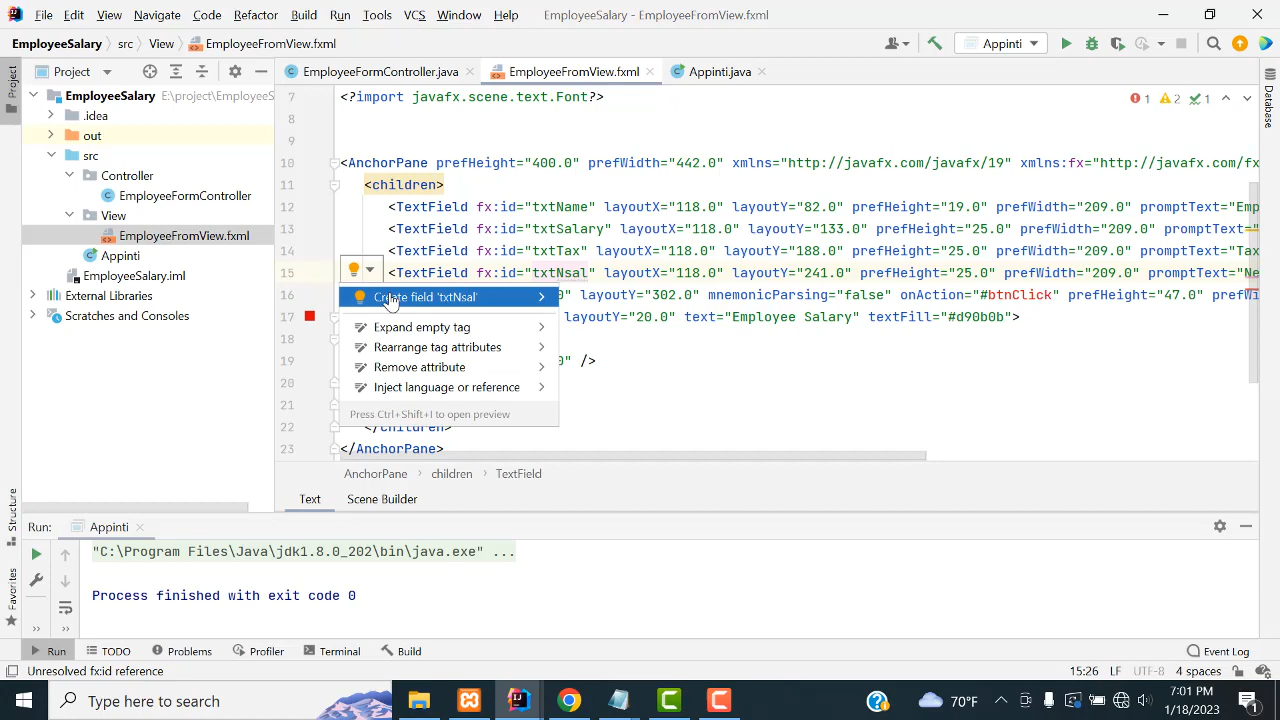 File Edit View Navigate Code Refactor Build Run Tools VCS Window Help EmployeeSalary - EmployeeFromView.fxml
EmployeeSalary src View EmployeeFromView.fxml Appinti
Project
Project
EmployeeFormController.java
EmployeeFromView.fxml
Appinti.java
Database
EmployeeSalary E:\project\EmployeeS
.idea
out
src
Controller
EmployeeFormController
View
EmployeeFromView.fxml
Appinti
EmployeeSalary.iml
External Libraries
Scratches and Consoles
1 2 1
7 <?import javafx.scene.text.Font?>
8
9
10 <AnchorPane prefHeight="400.0" prefWidth="442.0" xmlns="http://javafx.com/javafx/19" xmlns:fx="http://javafx.com/fx
11 <children>
12 <TextField fx:id="txtName" layoutX="118.0" layoutY="82.0" prefHeight="19.0" prefWidth="209.0" promptText="Emp
13 <TextField fx:id="txtSalary" layoutX="118.0" layoutY="133.0" prefHeight="25.0" prefWidth="209.0" promptText="
14 <TextField fx:id="txtTax" layoutX="118.0" layoutY="188.0" prefHeight="25.0" prefWidth="209.0" promptText="Tax
15 <TextField fx:id="txtNsal" layoutX="118.0" layoutY="241.0" prefHeight="25.0" prefWidth="209.0" promptText="Ne
16 0" layoutY="302.0" mnemonicParsing="false" onAction="#btnClick" prefHeight="47.0" prefWi
17 layoutY="20.0" text="Employee Salary" textFill="#d90b0b">
18
19 0" />
20
21
22 </children>
23 </AnchorPane>
Create field 'txtNsal'
Expand empty tag
Rearrange tag attributes
Remove attribute
Inject language or reference
Press Ctrl+Shift+I to open preview
AnchorPane children TextField
Text Scene Builder
Structure
Favorites
Run: Appinti
"C:\Program Files\Java\jdk1.8.0_202\bin\java.exe" ...
Process finished with exit code 0
Run TODO Problems Profiler Terminal Build Event Log
Unresolved fx:id reference 15:26 LF UTF-8 4 spaces
Type here to search
70°F
7:01 PM
1/18/2023
1